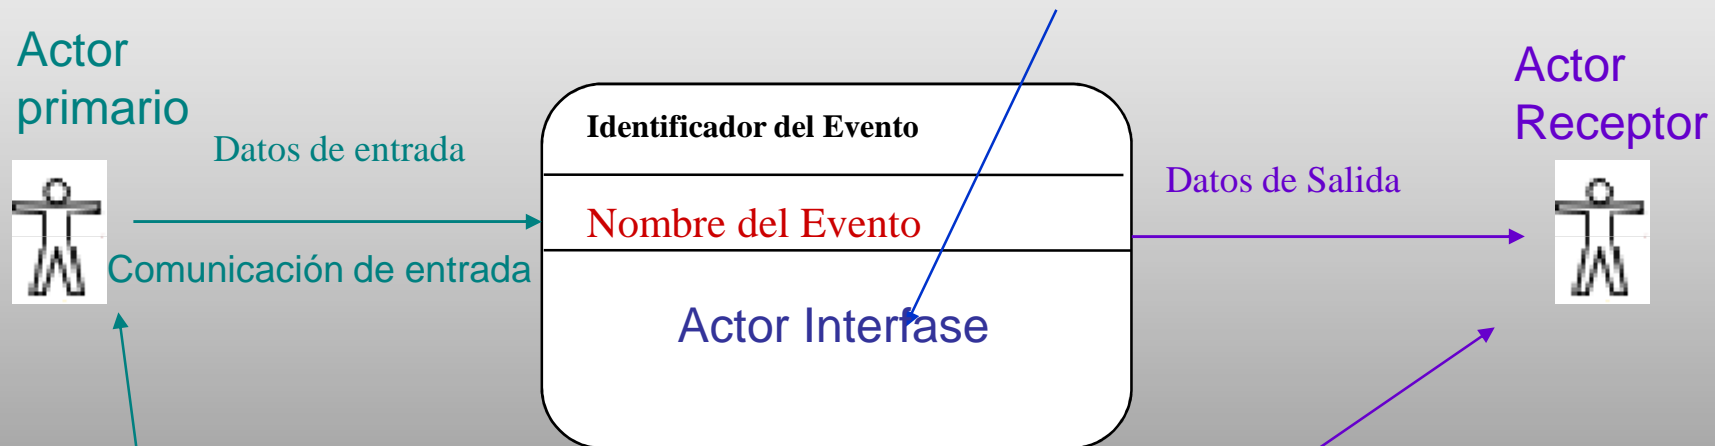 Actor
primario
Datos de entrada
Comunicación de entrada
Identificador del Evento
Nombre del Evento
Actor Interfase
Datos de Salida
Actor
Receptor